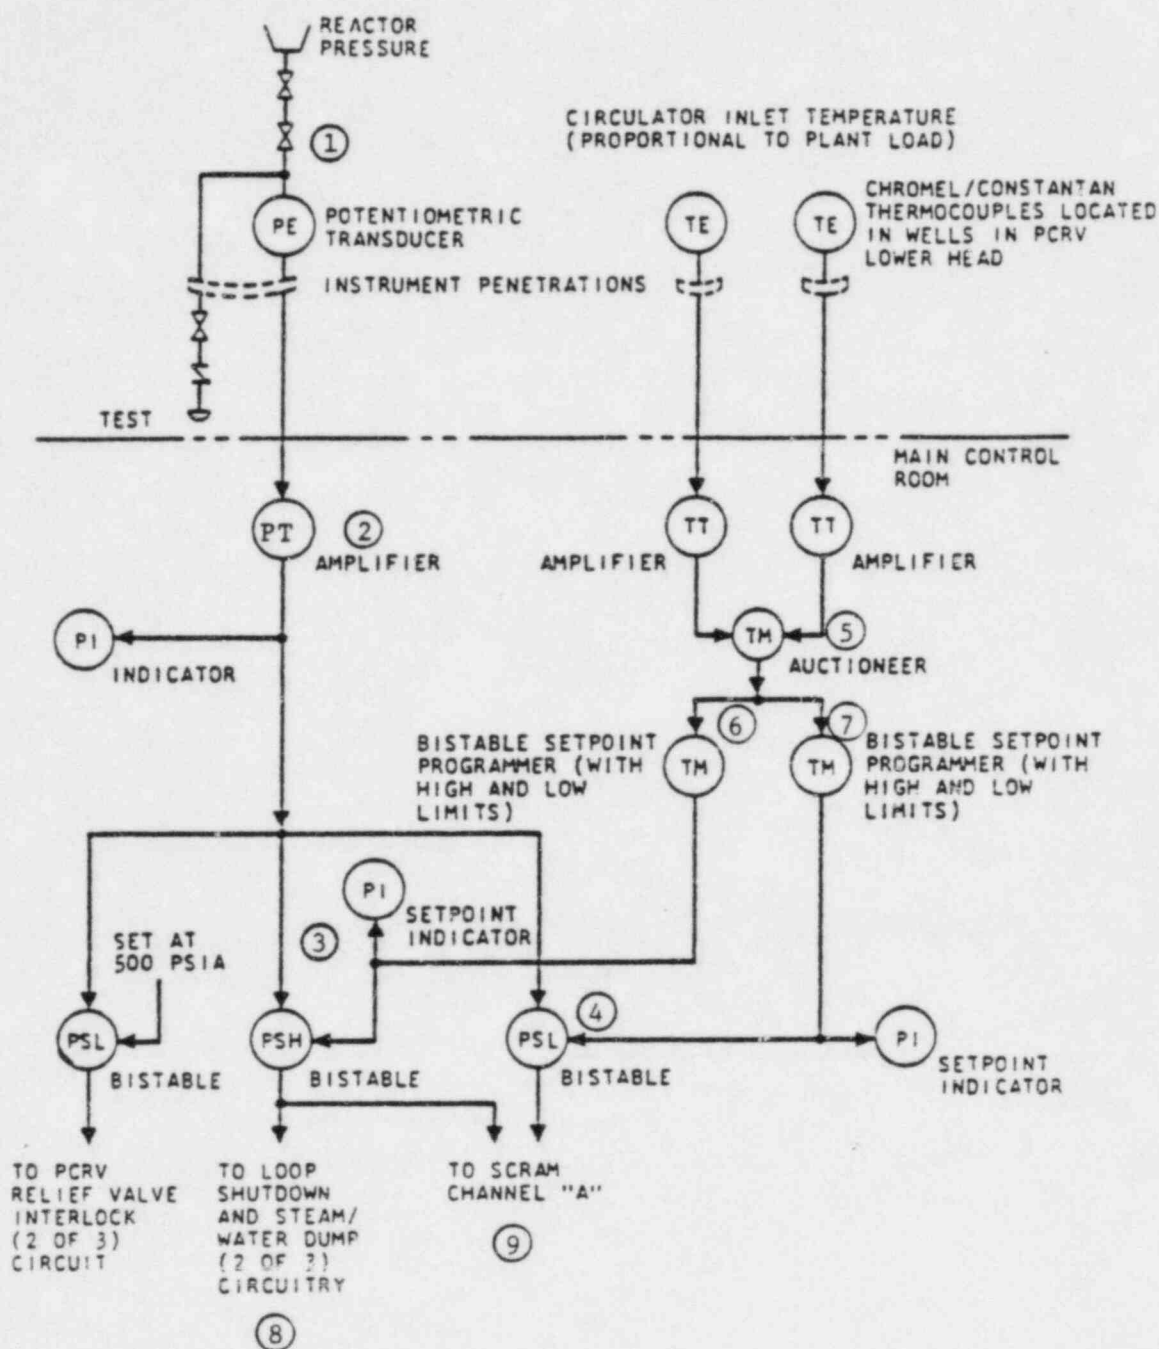 REACTOR
PRESSURE
CIRCULATOR INLET TEMPERATURE
(PROPORTIONAL TO PLANT LOAD)
1
PE
POTENTIOMETRIC
TRANSDUCER
TE
TE
CHROMEL/CONSTANTAN
THERMOCOUPLES LOCATED
IN WELLS IN PCRV
LOWER HEAD
INSTRUMENT PENETRATIONS
TEST
MAIN CONTROL
ROOM
PT
2
AMPLIFIER
TT
AMPLIFIER
TT
AMPLIFIER
PI
INDICATOR
TM
5
AUCTIONEER
6
7
BISTABLE SETPOINT
PROGRAMMER (WITH
HIGH AND LOW
LIMITS)
TM
TM
BISTABLE SETPOINT
PROGRAMMER (WITH
HIGH AND LOW
LIMITS)
PI
SETPOINT
INDICATOR
3
SET AT
500 PSIA
PSL
BISTABLE
PSH
BISTABLE
4
PSL
BISTABLE
PI
SETPOINT
INDICATOR
TO PCRV
RELIEF VALVE
INTERLOCK
(2 OF 3)
CIRCUIT
TO LOOP
SHUTDOWN
AND STEAM/
WATER DUMP
(2 OF 3)
CIRCUITRY
8
TO SCRAM
CHANNEL "A"
9